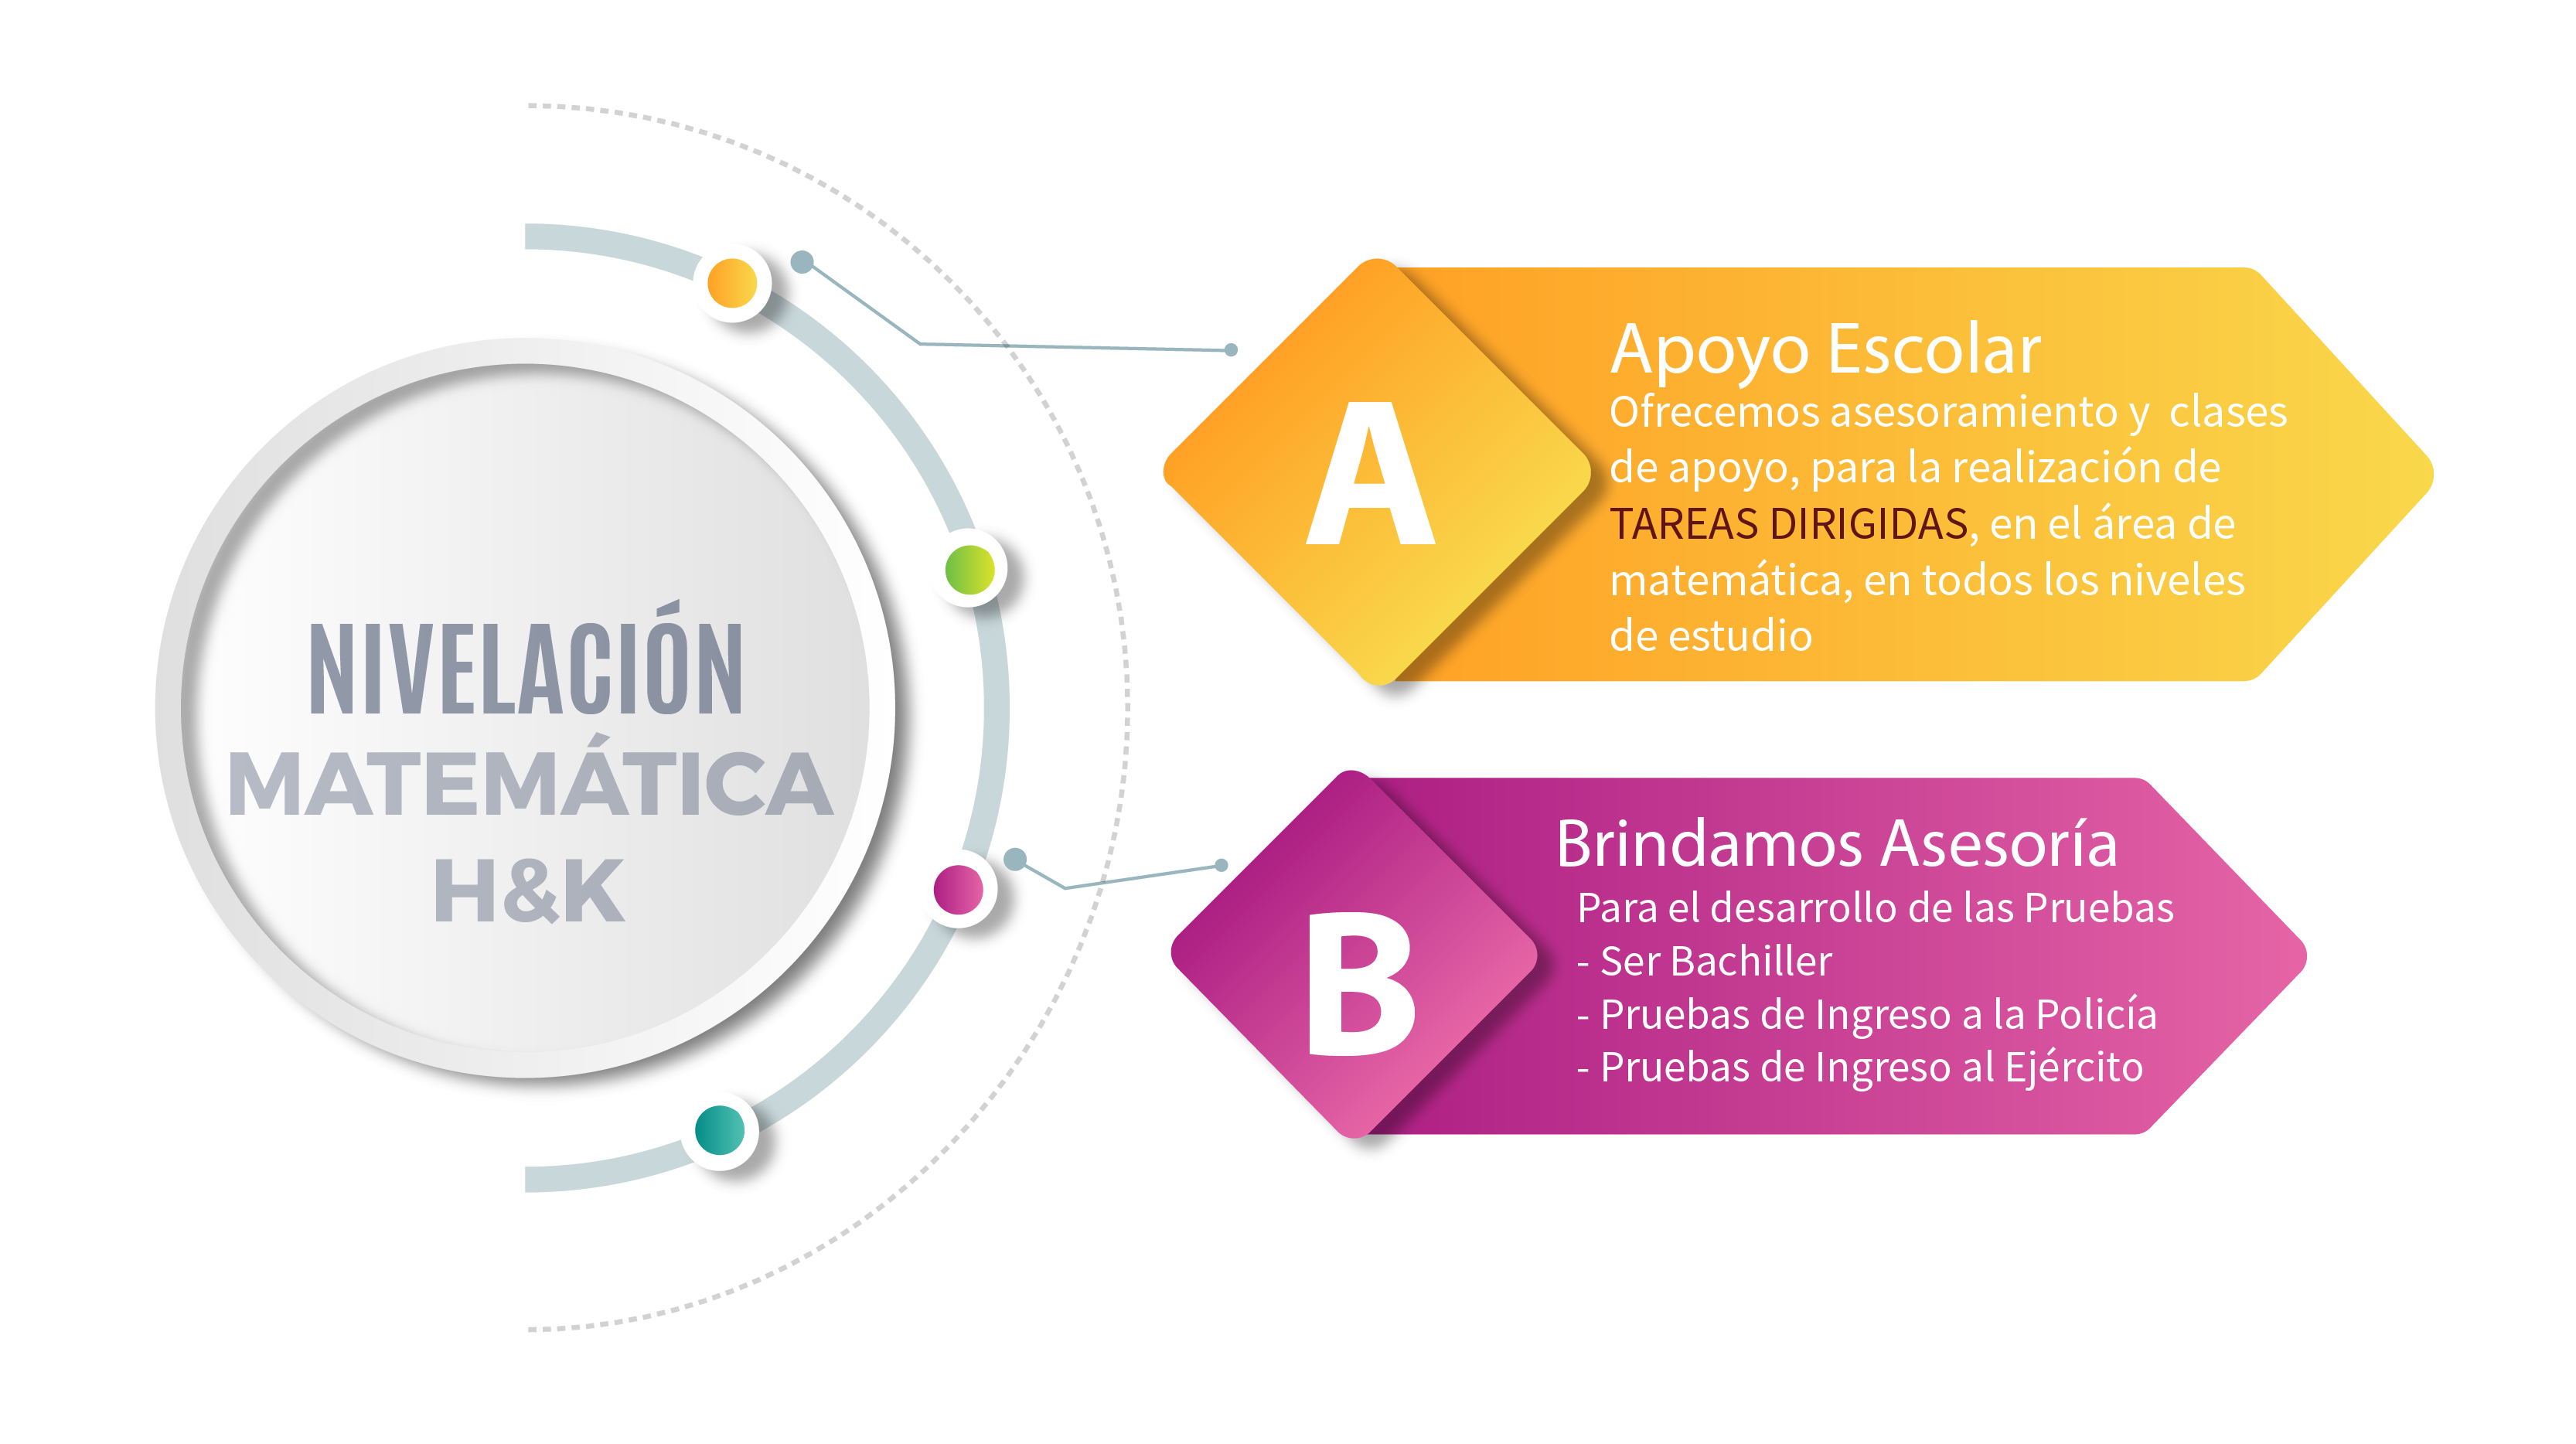 NIVELACIÓN
MATEMÁTICA
H&K
A
Apoyo Escolar
Ofrecemos asesoramiento y  clases
de apoyo, para la realización de
TAREAS DIRIGIDAS, en el área de
matemática, en todos los niveles
de estudio
B
Brindamos Asesoría
Para el desarrollo de las Pruebas
- Ser Bachiller
- Pruebas de Ingreso a la Policía
- Pruebas de Ingreso al Ejército